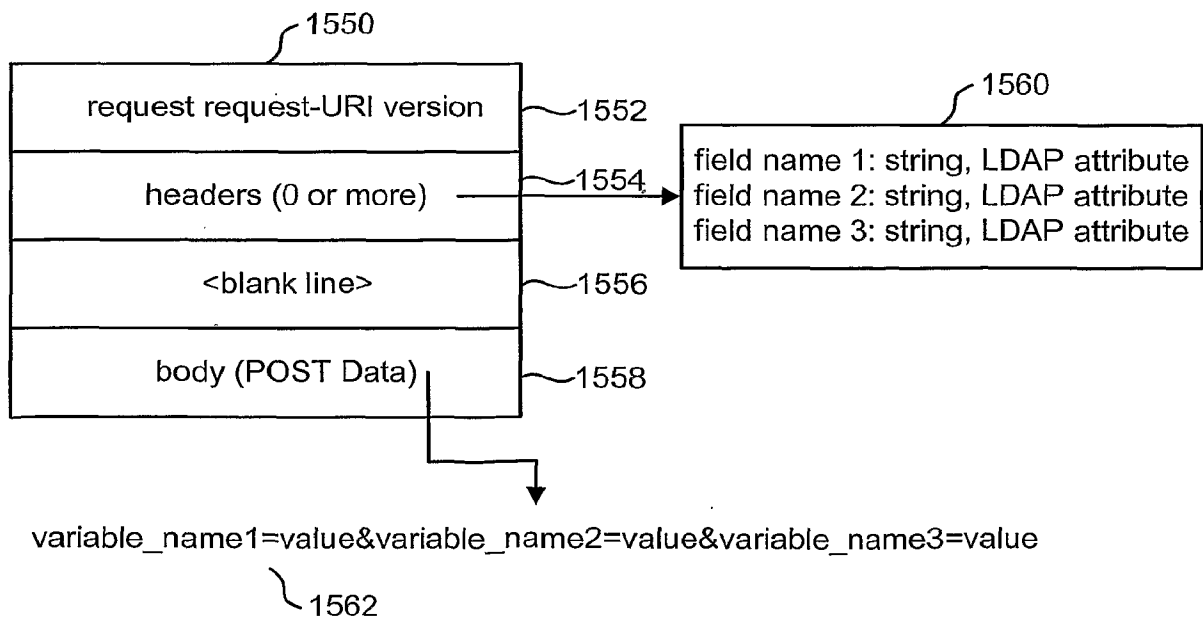 1550
request request-URI version
1552
headers (0 or more)
1554
<blank line>
1556
body (POST Data)
1558
1560
field name 1: string, LDAP attribute
field name 2: string, LDAP attribute
field name 3: string, LDAP attribute
variable_name1=value&variable_name2=value&variable_name3=value
1562